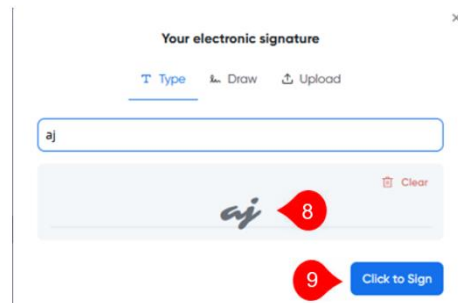 Your electronic signature
T Type Draw Upload
aj
Clear
aj 8
9 Click to Sign